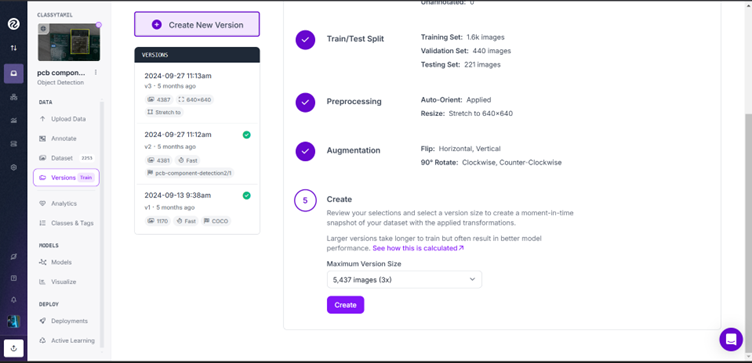 CLASSYTAMIL
pcb componen...
Object Detection
DATA
Upload Data
Annotate
Dataset
Versions Train
Analytics
Classes & Tags
MODELS
Models
Visualize
DEPLOY
Deployments
Active Learning
Create New Version
VERSIONS
2024-09-27 11:13am
v3 · 5 months ago
4387 640×640
Stretch to
2024-09-27 11:12am
v2 · 5 months ago
4381 Fast
pcb-component-detection2/1
2024-09-13 9:38am
v1 · 5 months ago
1170 Fast COCO
Unannotated: 0
Train/Test Split
Training Set: 1.6k images
Validation Set: 440 images
Testing Set: 221 images
Preprocessing
Auto-Orient: Applied
Resize: Stretch to 640×640
Augmentation
Flip: Horizontal, Vertical
90° Rotate: Clockwise, Counter-Clockwise
5 Create
Review your selections and select a version size to create a moment-in-time
snapshot of your dataset with the applied transformations.
Larger versions take longer to train but often result in better model
performance. See how this is calculated
Maximum Version Size
5,437 images (3x)
Create